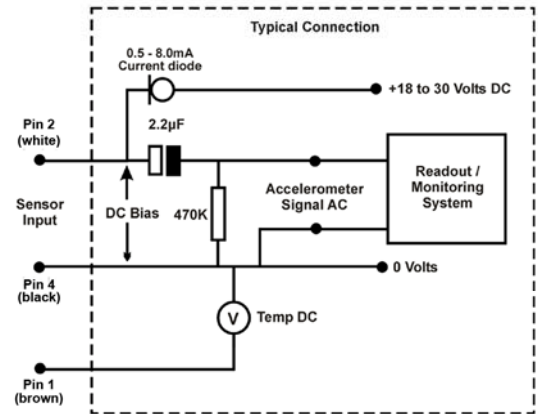 Typical Connection
0.5 - 8.0mA
Current diode
+18 to 30 Volts DC
Pin 2
(white)
2.2µF
Readout /
Monitoring
System
Accelerometer
Signal AC
Sensor
Input
DC Bias
470K
0 Volts
Pin 4
(black)
V
Temp DC
Pin 1
(brown)